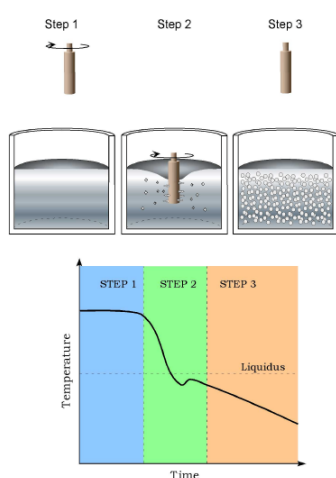 Step 1 Step 2 Step 3
STEP 1 STEP 2 STEP 3
Liquidus
Temperature
Time